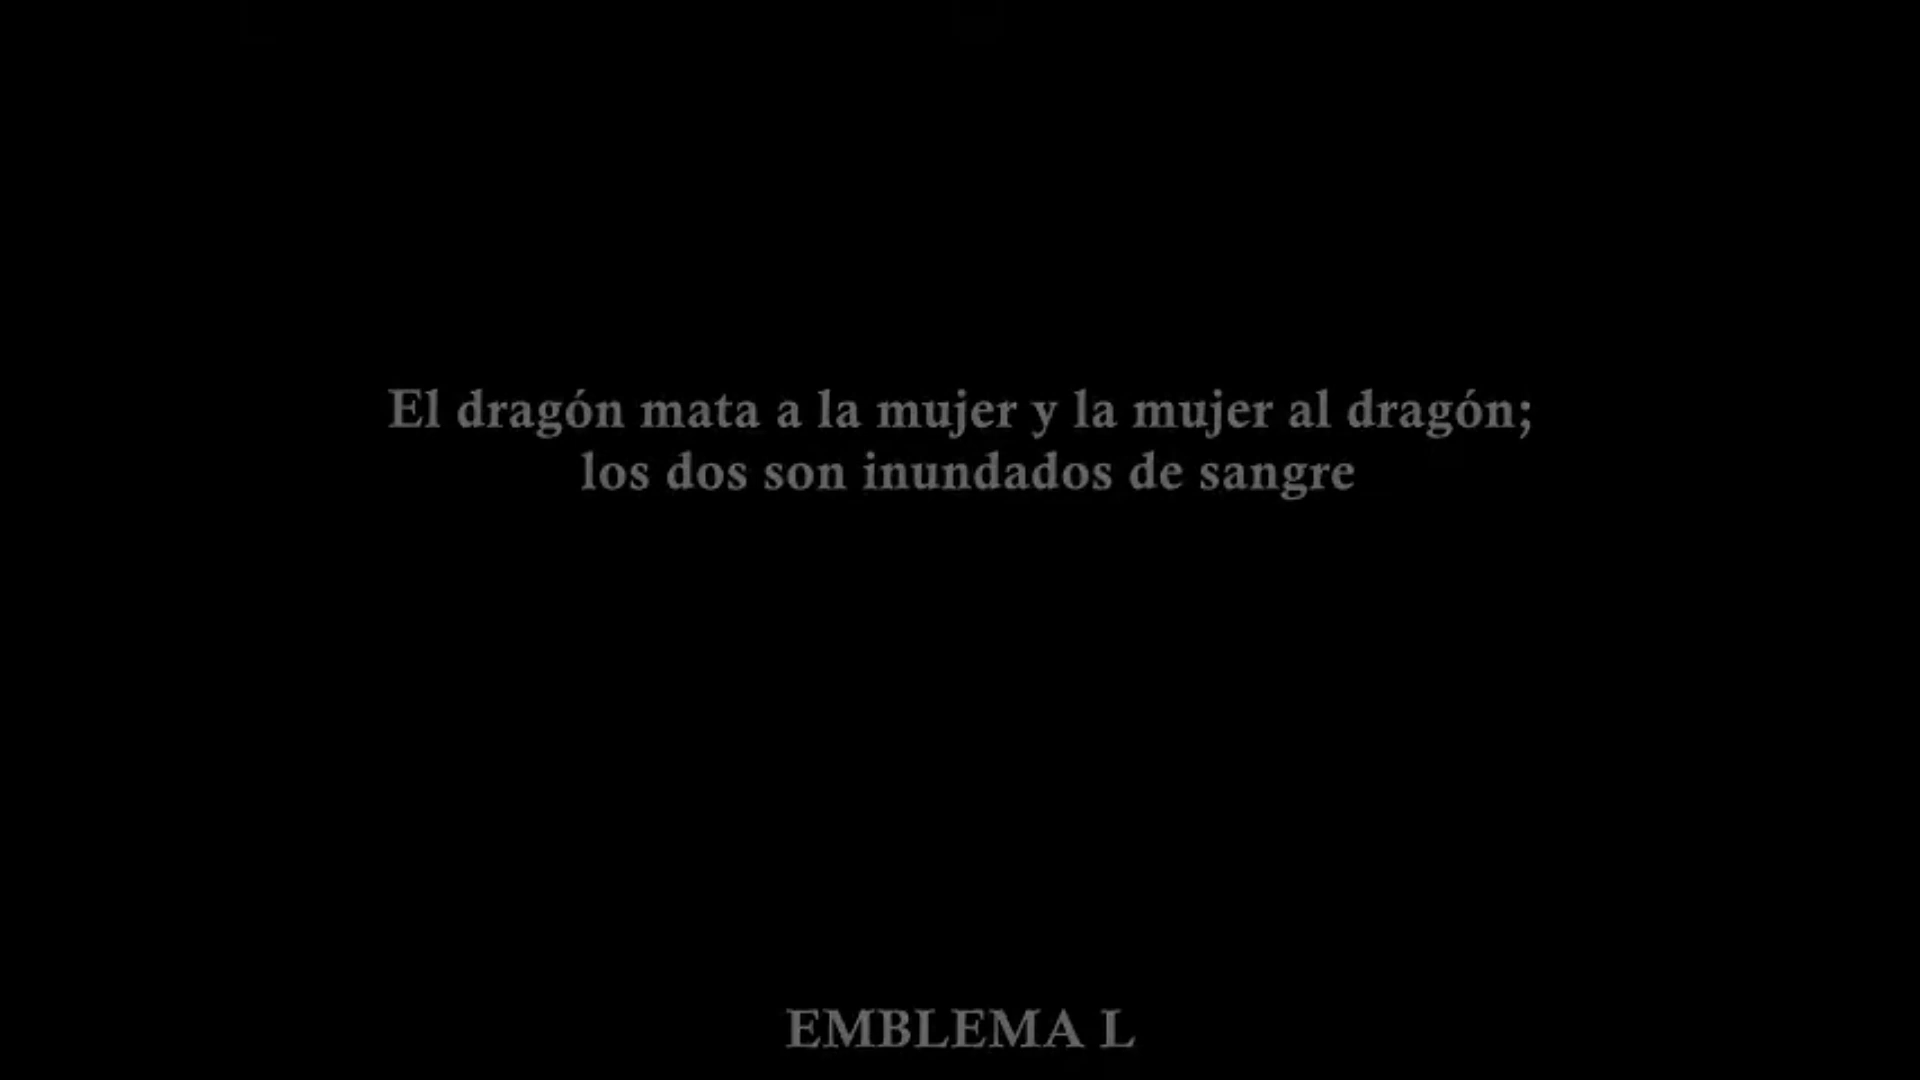 El dragón mata a la mujer y la mujer al dragón;
los dos son inundados de sangre
EMBLEMA L